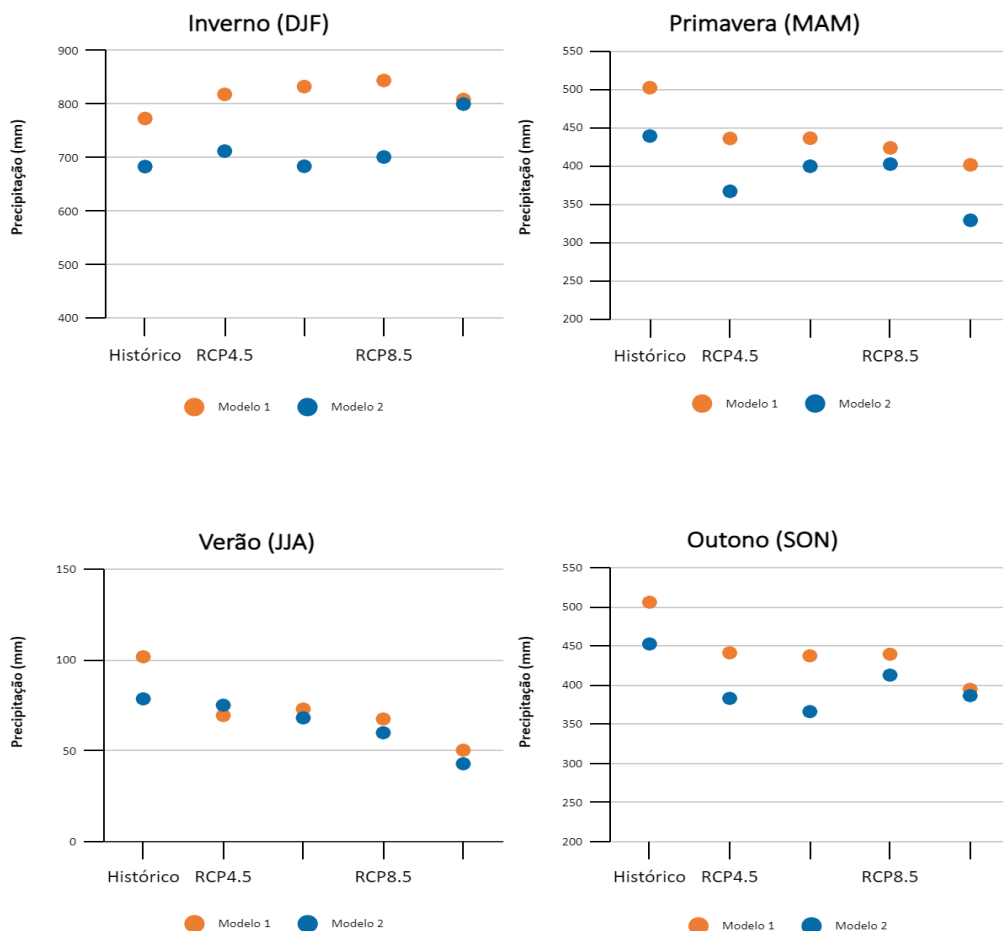 Inverno (DJF)
Precipitação (mm)
900
800
700
600
500
400
Histórico RCP4.5 RCP8.5
Modelo 1 Modelo 2
Primavera (MAM)
Precipitação (mm)
550
500
450
400
350
300
250
200
Histórico RCP4.5 RCP8.5
Modelo 1 Modelo 2
Verão (JJA)
Precipitação (mm)
150
100
50
0
Histórico RCP4.5 RCP8.5
Modelo 1 Modelo 2
Outono (SON)
Precipitação (mm)
550
500
450
400
350
300
250
200
Histórico RCP4.5 RCP8.5
Modelo 1 Modelo 2